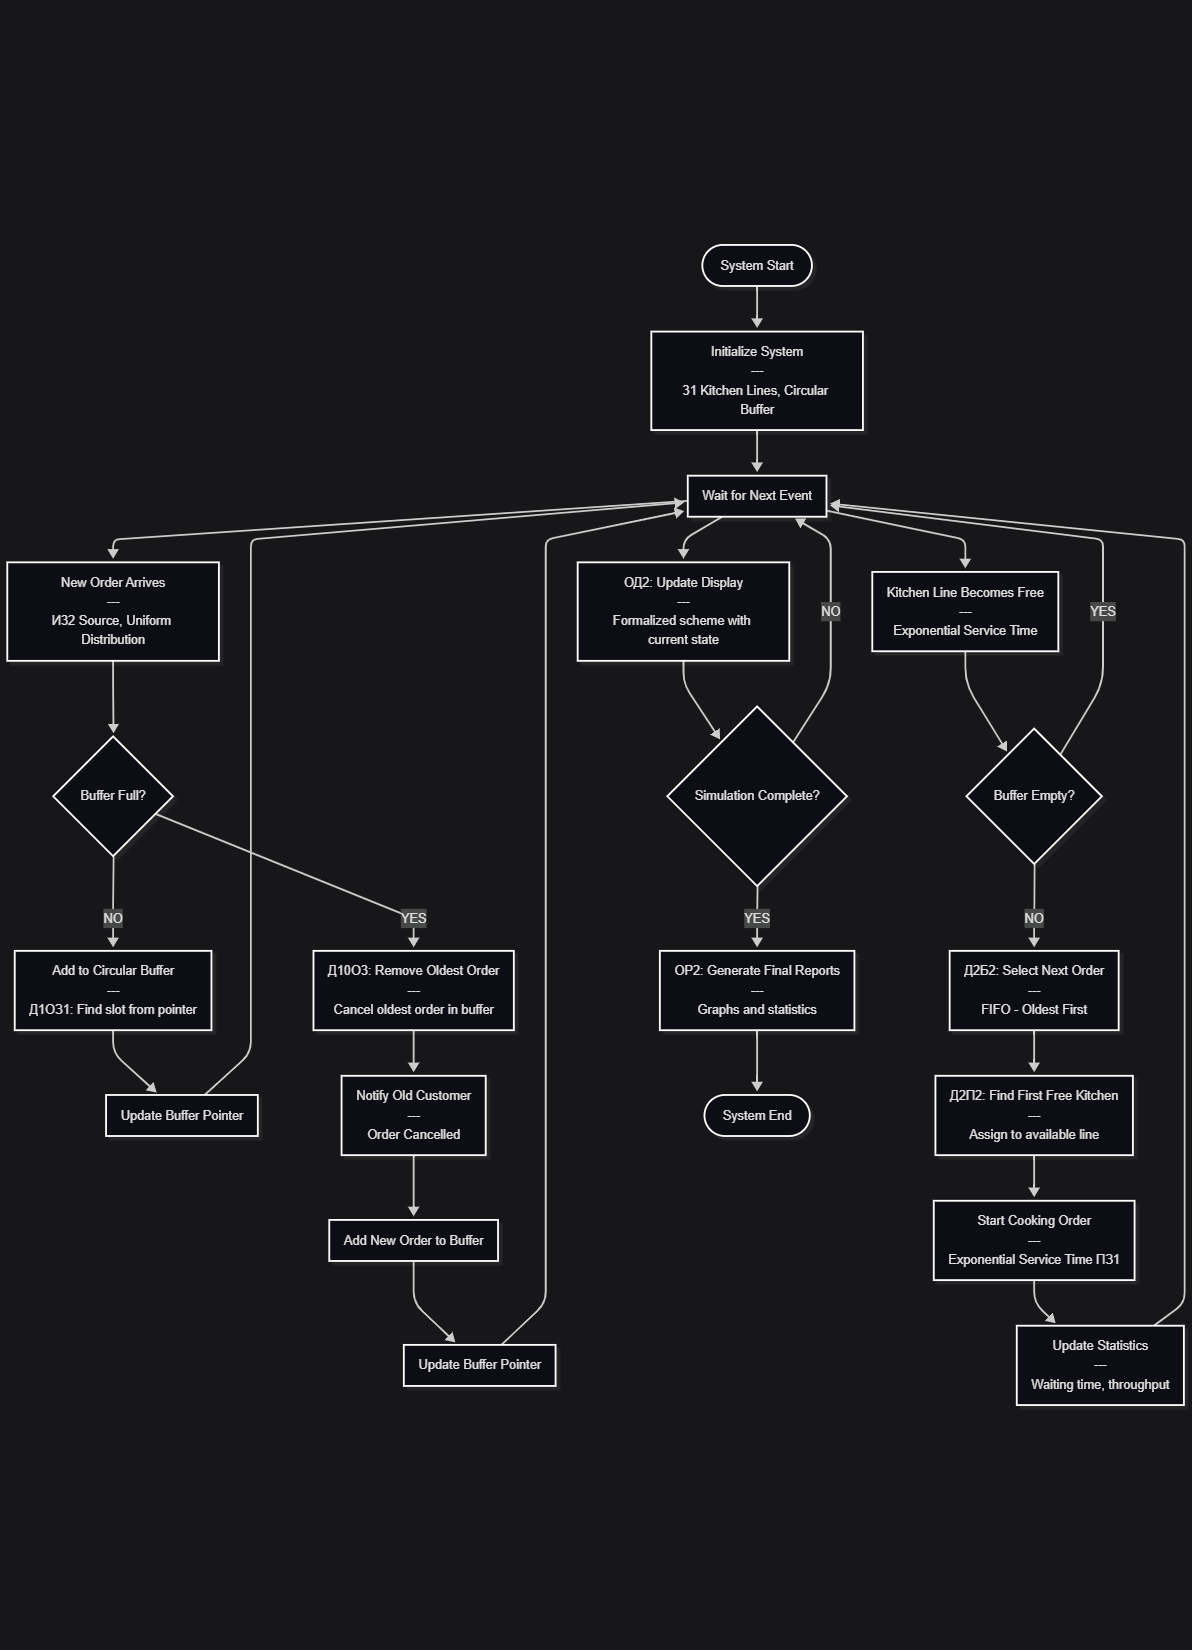 System Start
Initialize System
---
31 Kitchen Lines, Circular
Buffer
Wait for Next Event
New Order Arrives
---
ИЗ2 Source, Uniform
Distribution
ОД2: Update Display
---
Formalized scheme with
current state
NO
Kitchen Line Becomes Free
---
Exponential Service Time
YES
Buffer Full?
Simulation Complete?
Buffer Empty?
NO
YES
YES
NO
Add to Circular Buffer
---
Д1ОЗ1: Find slot from pointer
Д10О3: Remove Oldest Order
---
Cancel oldest order in buffer
ОР2: Generate Final Reports
---
Graphs and statistics
Д2Б2: Select Next Order
---
FIFO - Oldest First
Update Buffer Pointer
Notify Old Customer
---
Order Cancelled
System End
Д2П2: Find First Free Kitchen
---
Assign to available line
Add New Order to Buffer
Start Cooking Order
---
Exponential Service Time ПЗ1
Update Buffer Pointer
Update Statistics
---
Waiting time, throughput